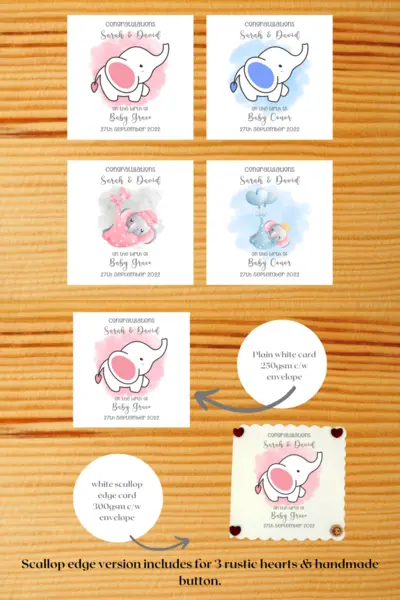 Congratulations
Sarah & David
on the birth of
Baby Grace
27th September 2022
Congratulations
Sarah & David
on the birth of
Baby Conor
27th September 2022
Congratulations
Sarah & David
on the birth of
Baby Grace
27th September 2022
Congratulations
Sarah & David
on the birth of
Baby Conor
27th September 2022
Congratulations
Sarah & David
on the birth of
Baby Grace
27th September 2022
Plain white card
250gsm c/w
envelope
Congratulations
Sarah & David
on the birth of
Baby Grace
27th September 2022
white scallop
edge card
300gsm c/w
envelope
Scallop edge version includes for 3 rustic hearts & handmade
button.